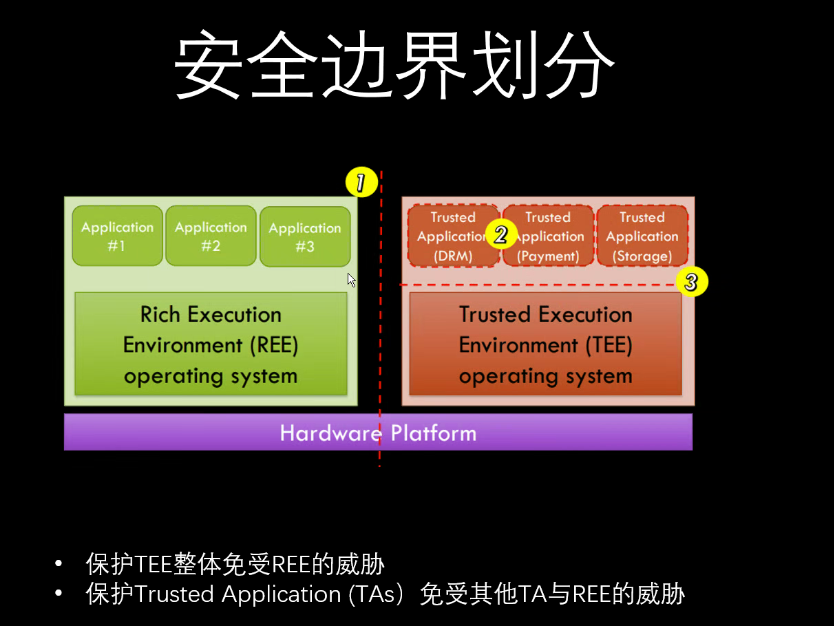 安全边界划分
1
Application
#1
Application
#2
Application
#3
Trusted
Application
(DRM)
2
Trusted
Application
(Payment)
Trusted
Application
(Storage)
3
Rich Execution
Environment (REE)
operating system
Trusted Execution
Environment (TEE)
operating system
Hardware Platform
• 保护TEE整体免受REE的威胁
• 保护Trusted Application (TAs）免受其他TA与REE的威胁